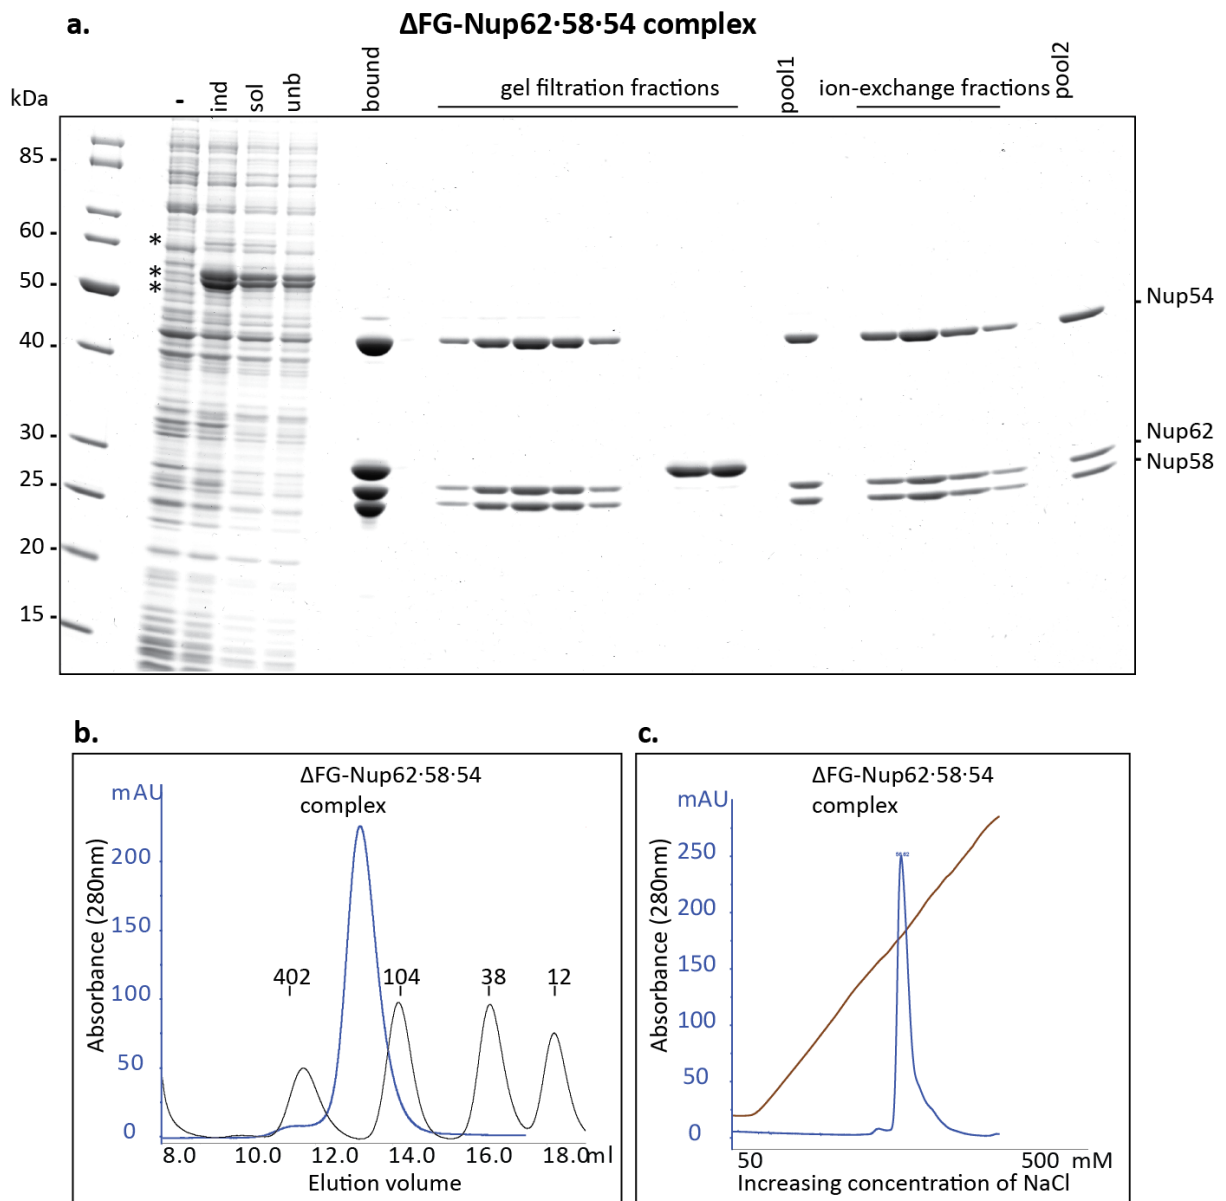 a.
ΔFG-Nup62·58·54 complex
kDa
-
ind
sol
unb
bound
gel filtration fractions
pool1
ion-exchange fractions
pool2
85
60
50
40
30
25
20
15
*
*
*
Nup54
Nup62
Nup58
b.
ΔFG-Nup62·58·54
complex
mAU
Absorbance (280nm)
200
150
100
50
0
402
104
38
12
8.0 10.0 12.0 14.0 16.0 18.0 ml
Elution volume
c.
ΔFG-Nup62·58·54
complex
mAU
Absorbance (280nm)
250
200
150
100
50
0
50 500 mM
Increasing concentration of NaCl